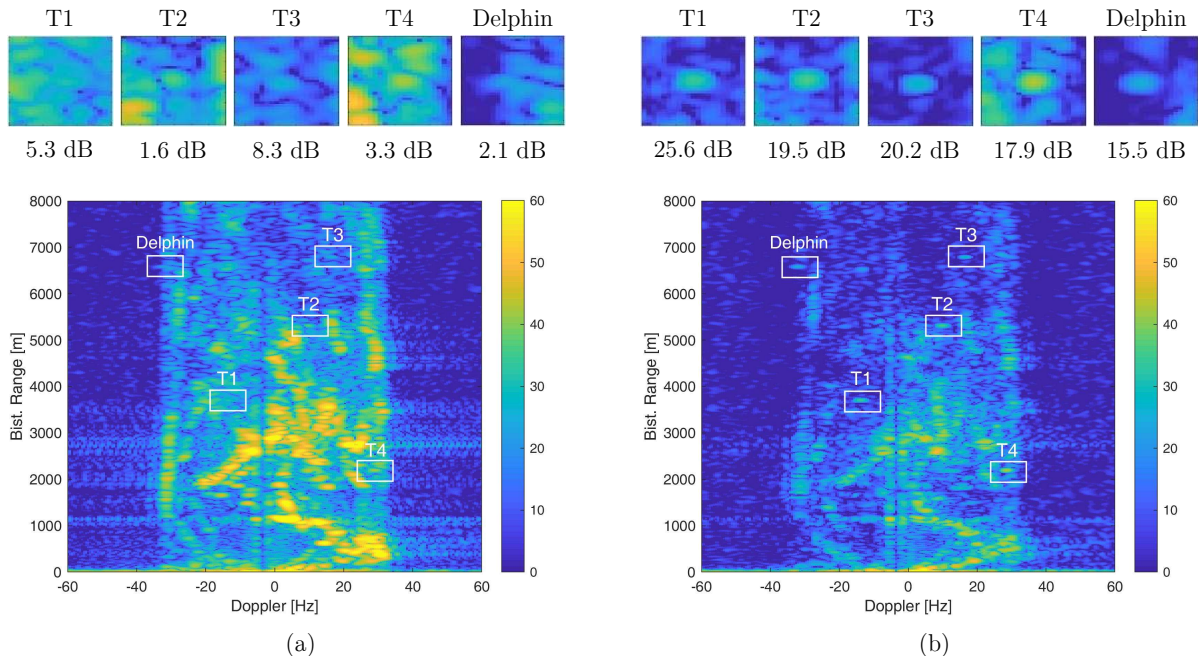 T1 T2 T3 T4 Delphin
5.3 dB 1.6 dB 8.3 dB 3.3 dB 2.1 dB
8000
7000
6000
5000
4000
3000
2000
1000
0
Bist. Range [m]
Delphin
T3
T2
T1
T4
-60 -40 -20 0 20 40 60
Doppler [Hz]
60
50
40
30
20
10
0
(a)
T1 T2 T3 T4 Delphin
25.6 dB 19.5 dB 20.2 dB 17.9 dB 15.5 dB
8000
7000
6000
5000
4000
3000
2000
1000
0
Bist. Range [m]
Delphin
T3
T2
T1
T4
-60 -40 -20 0 20 40 60
Doppler [Hz]
60
50
40
30
20
10
0
(b)